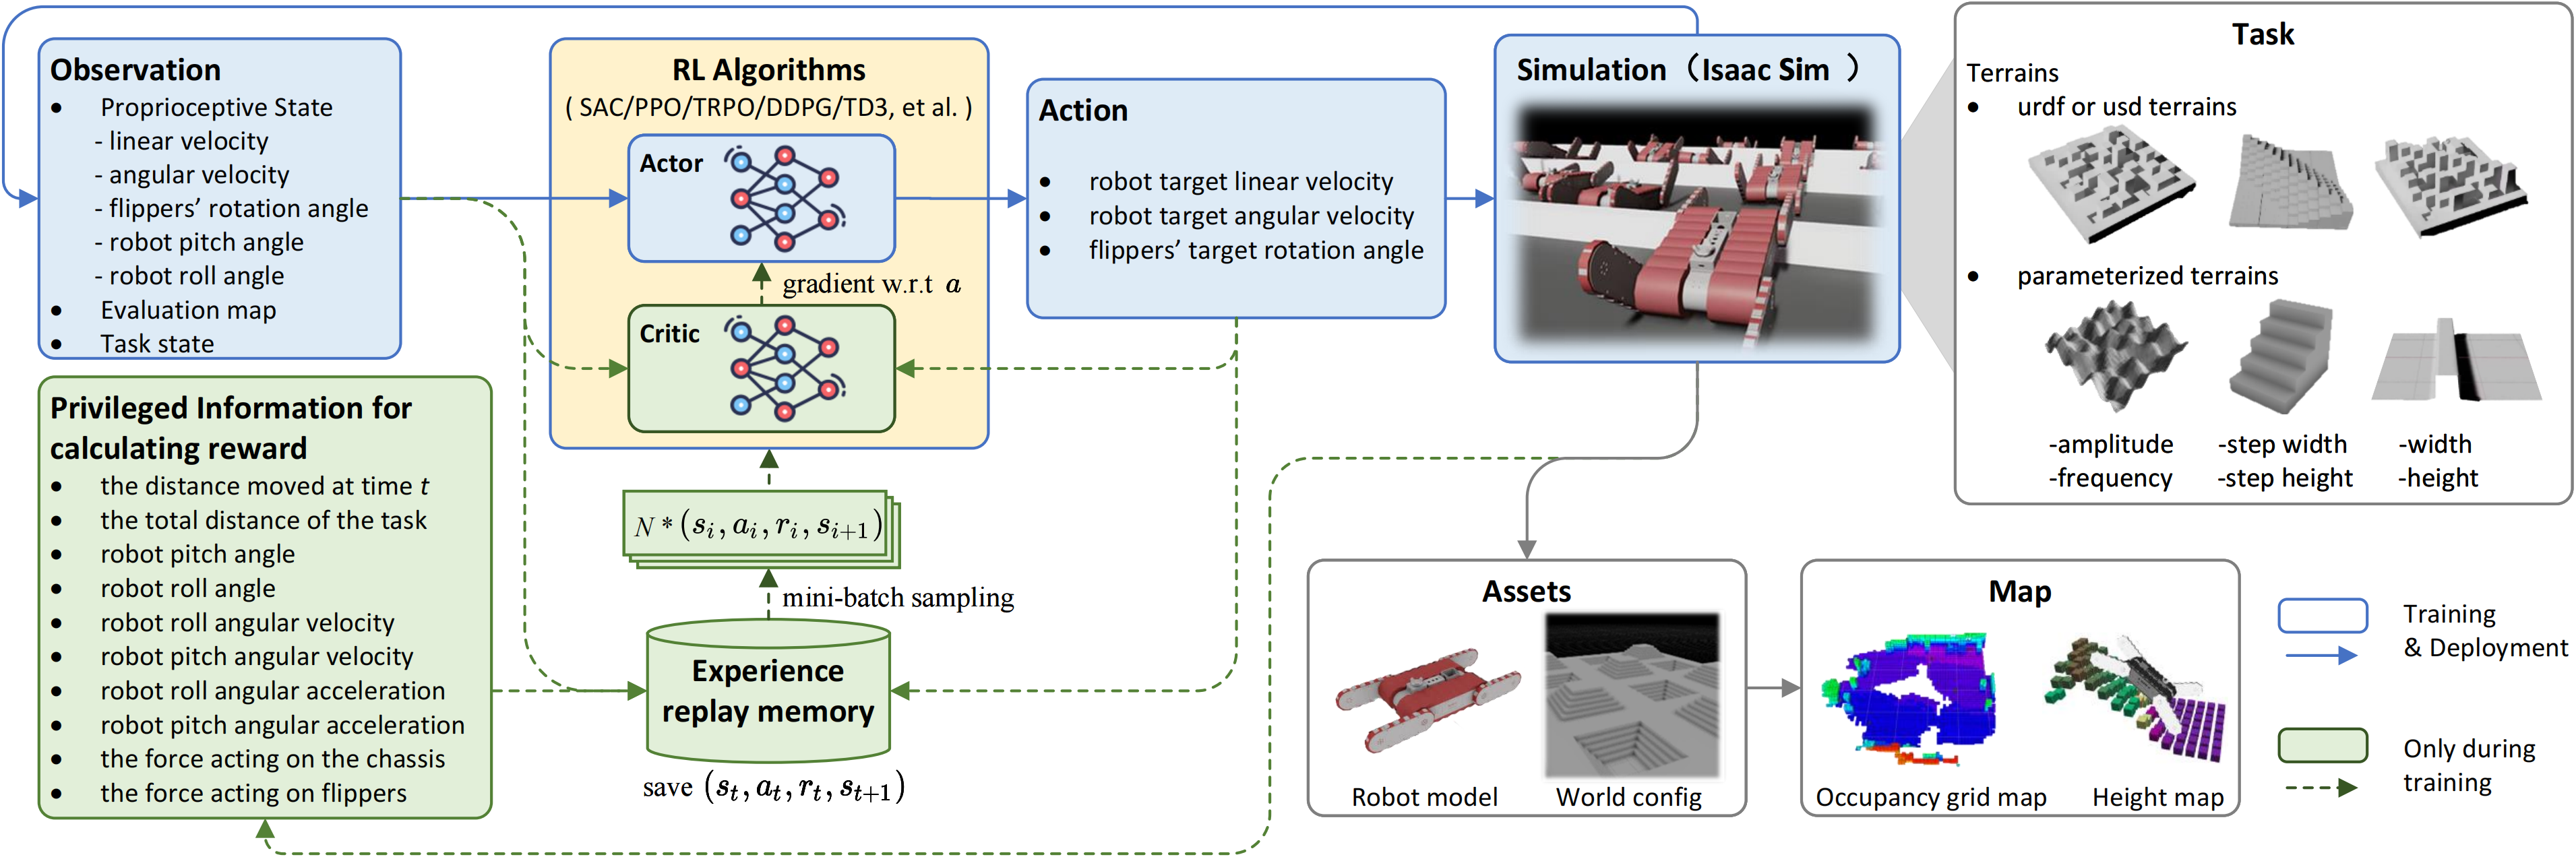 Observation
● Proprioceptive State
- linear velocity
- angular velocity
- flippers’ rotation angle
- robot pitch angle
- robot roll angle
● Evaluation map
● Task state
Privileged Information for
calculating reward
● the distance moved at time t
● the total distance of the task
● robot pitch angle
● robot roll angle
● robot roll angular velocity
● robot pitch angular velocity
● robot roll angular acceleration
● robot pitch angular acceleration
● the force acting on the chassis
● the force acting on flippers
RL Algorithms
( SAC/PPO/TRPO/DDPG/TD3, et al. )
Actor
gradient w.r.t a
Critic
N * (s_i, a_i, r_i, s_{i+1})
mini-batch sampling
Experience
replay memory
save (s_t, a_t, r_t, s_{t+1})
Action
● robot target linear velocity
● robot target angular velocity
● flippers’ target rotation angle
Simulation（Isaac Sim ）
Task
Terrains
● urdf or usd terrains
● parameterized terrains
-amplitude
-frequency
-step width
-step height
-width
-height
Assets
Robot model
World config
Map
Occupancy grid map
Height map
Training
& Deployment
Only during
training